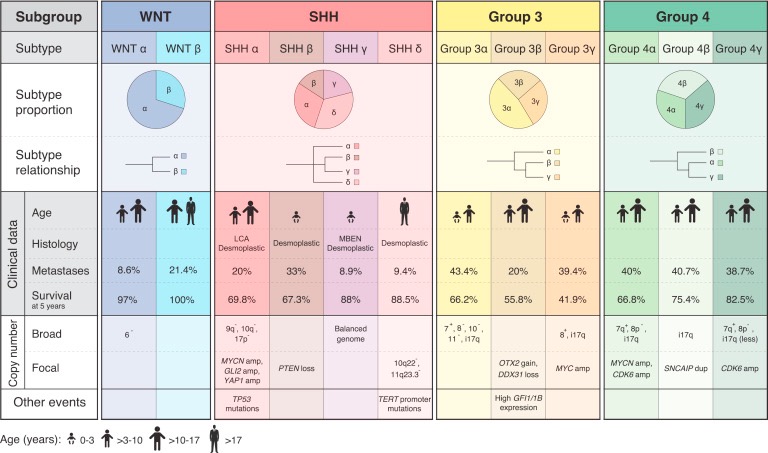 Subgroup WNT SHH Group 3 Group 4
Subtype WNT α WNT β SHH α SHH β SHH γ SHH δ Group 3α Group 3β Group 3γ Group 4α Group 4β Group 4γ
Subtype
proportion
α β
α β γ δ
3α 3β 3γ
4α 4β 4γ
Subtype
relationship
α
β
α
β
γ
δ
α
β
γ
β
α
γ
Clinical data
Age
Histology
LCA
Desmoplastic
Desmoplastic
MBEN
Desmoplastic
Desmoplastic
Metastases 8.6% 21.4% 20% 33% 8.9% 9.4% 43.4% 20% 39.4% 40% 40.7% 38.7%
Survival
at 5 years
97% 100% 69.8% 67.3% 88% 88.5% 66.2% 55.8% 41.9% 66.8% 75.4% 82.5%
Copy number
Broad
6⁻
9q⁻, 10q⁻,
17p⁻
Balanced
genome
7⁺, 8⁻, 10⁻,
11⁻, i17q
8⁺, i17q
7q⁺, 8p⁻,
i17q
i17q
7q⁺, 8p⁻,
i17q (less)
Focal
MYCN amp,
GLI2 amp,
YAP1 amp
PTEN loss
10q22⁻,
11q23.3⁻
OTX2 gain,
DDX31 loss
MYC amp
MYCN amp,
CDK6 amp
SNCAIP dup
CDK6 amp
Other events
TP53
mutations
TERT promoter
mutations
High GFI1/1B
expression
Age (years): 0-3 >3-10 >10-17 >17